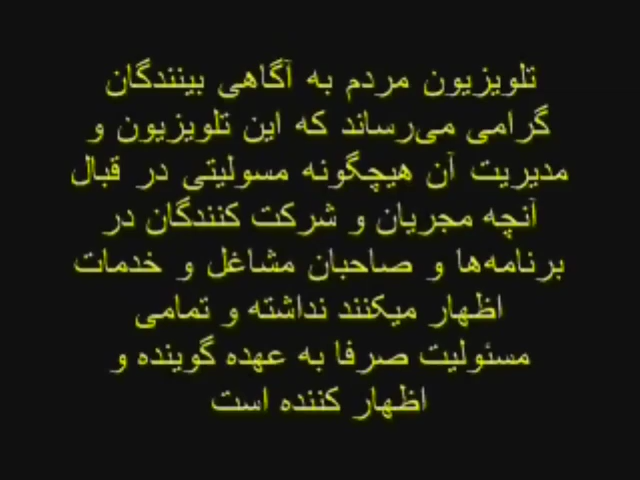 تلویزیون مردم به آگاهی بینندگان
گرامی می‌رساند که این تلویزیون و
مدیریت آن هیچگونه مسولیتی در قبال
آنچه مجریان و شرکت کنندگان در
برنامه‌ها و صاحبان مشاغل و خدمات
اظهار میکنند نداشته و تمامی
مسئولیت صرفا به عهده گوینده و
اظهار کننده است